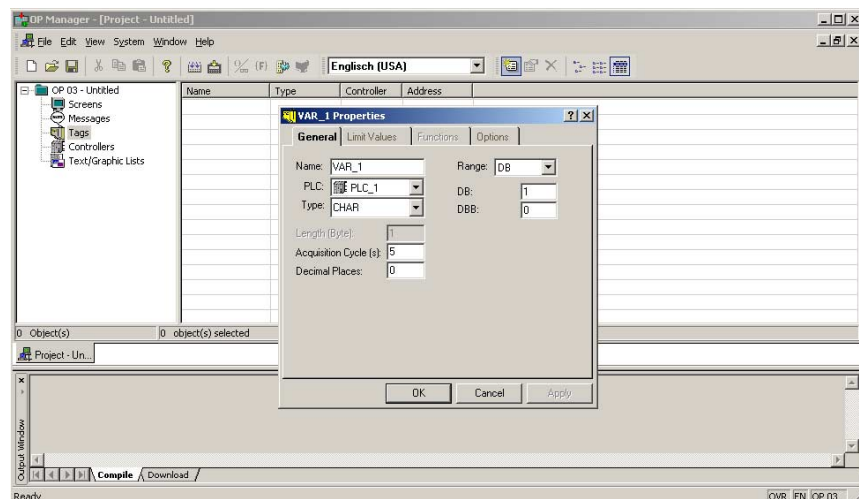 OP Manager - [Project - Untitled]
File Edit View System Window Help
Englisch (USA)
OP 03 - Untitled
Screens
Messages
Tags
Controllers
Text/Graphic Lists
Name Type Controller Address
VAR_1 Properties
General Limit Values Functions Options
Name: VAR_1 Range: DB
PLC: PLC_1 DB: 1
Type: CHAR DBB: 0
Length (Byte): 1
Acquisition Cycle (s): 5
Decimal Places: 0
OK Cancel Apply
0 Object(s) 0 object(s) selected
Project - Un...
Output Window
Compile Download
Ready OVR EN OP 03